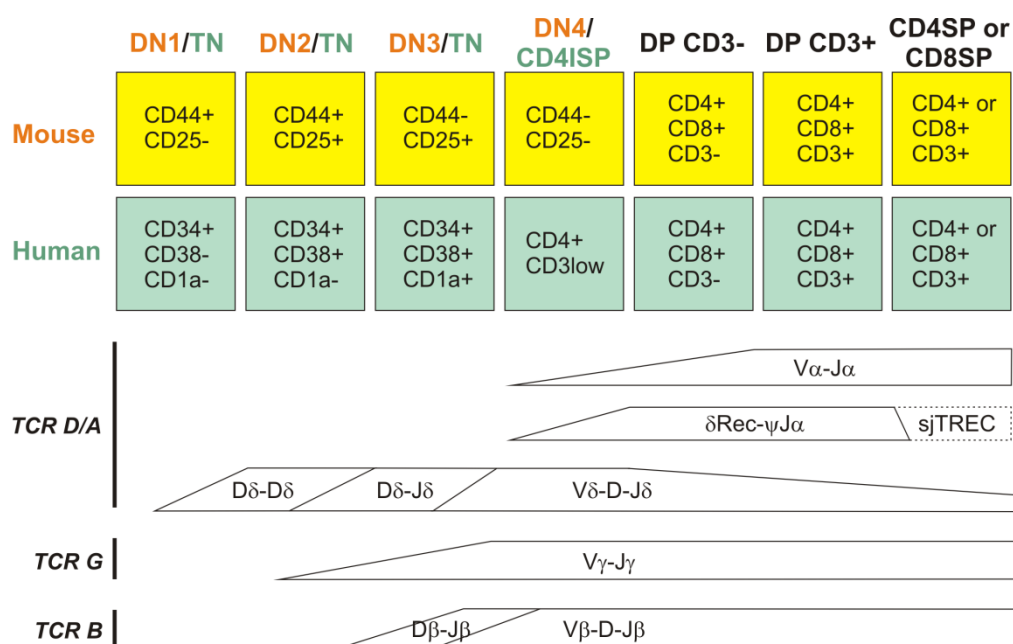 DN1/TN DN2/TN DN3/TN DN4/ CD4ISP DP CD3- DP CD3+ CD4SP or CD8SP
Mouse
CD44+
CD25-
CD44+
CD25+
CD44-
CD25+
CD44-
CD25-
CD4+
CD8+
CD3-
CD4+
CD8+
CD3+
CD4+ or
CD8+
CD3+
Human
CD34+
CD38-
CD1a-
CD34+
CD38+
CD1a-
CD34+
CD38+
CD1a+
CD4+
CD3low
CD4+
CD8+
CD3-
CD4+
CD8+
CD3+
CD4+ or
CD8+
CD3+
TCR D/A
Vα-Jα
δRec-ψJα
sjTREC
Dδ-Dδ
Dδ-Jδ
Vδ-D-Jδ
TCR G
Vγ-Jγ
TCR B
Dβ-Jβ
Vβ-D-Jβ